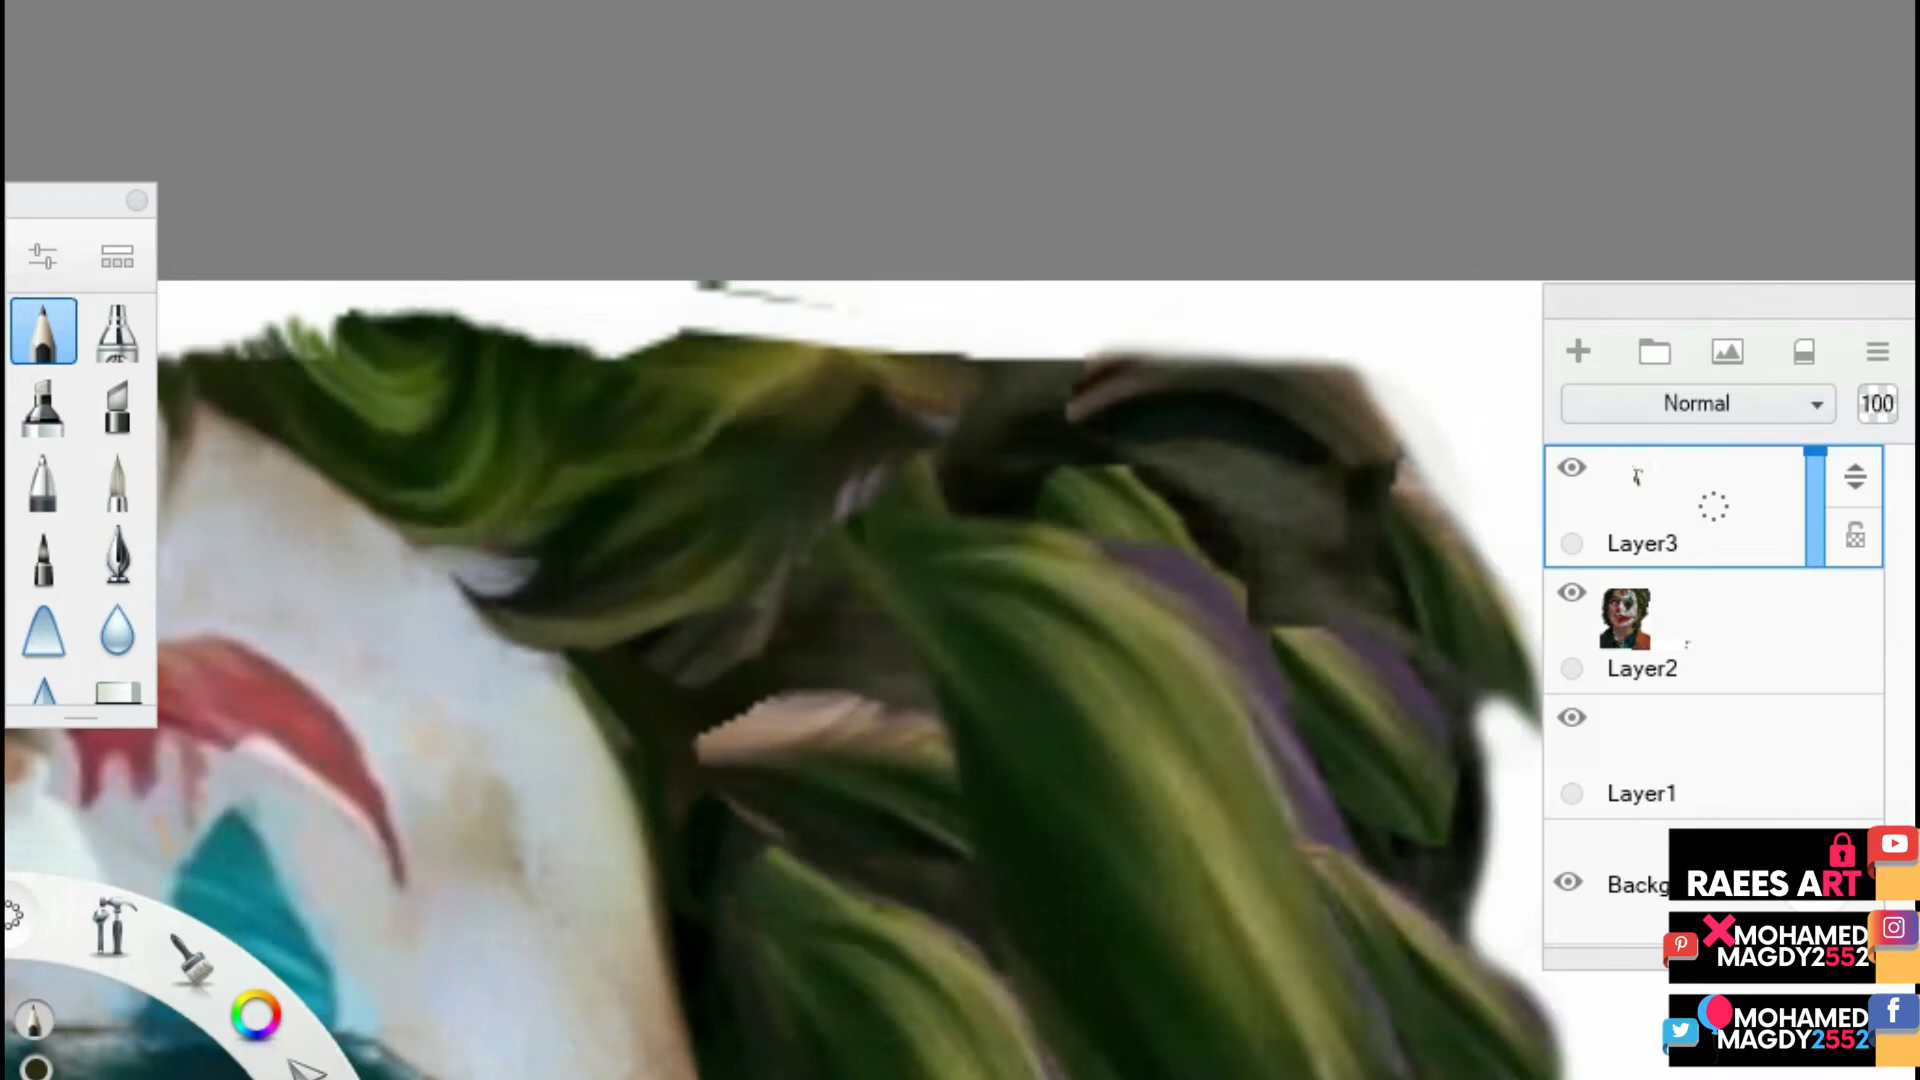 Normal
100
Layer3
Layer2
Layer1
Backg
RAEES ART
MOHAMED
MAGDY2552
MOHAMED
MAGDY2552